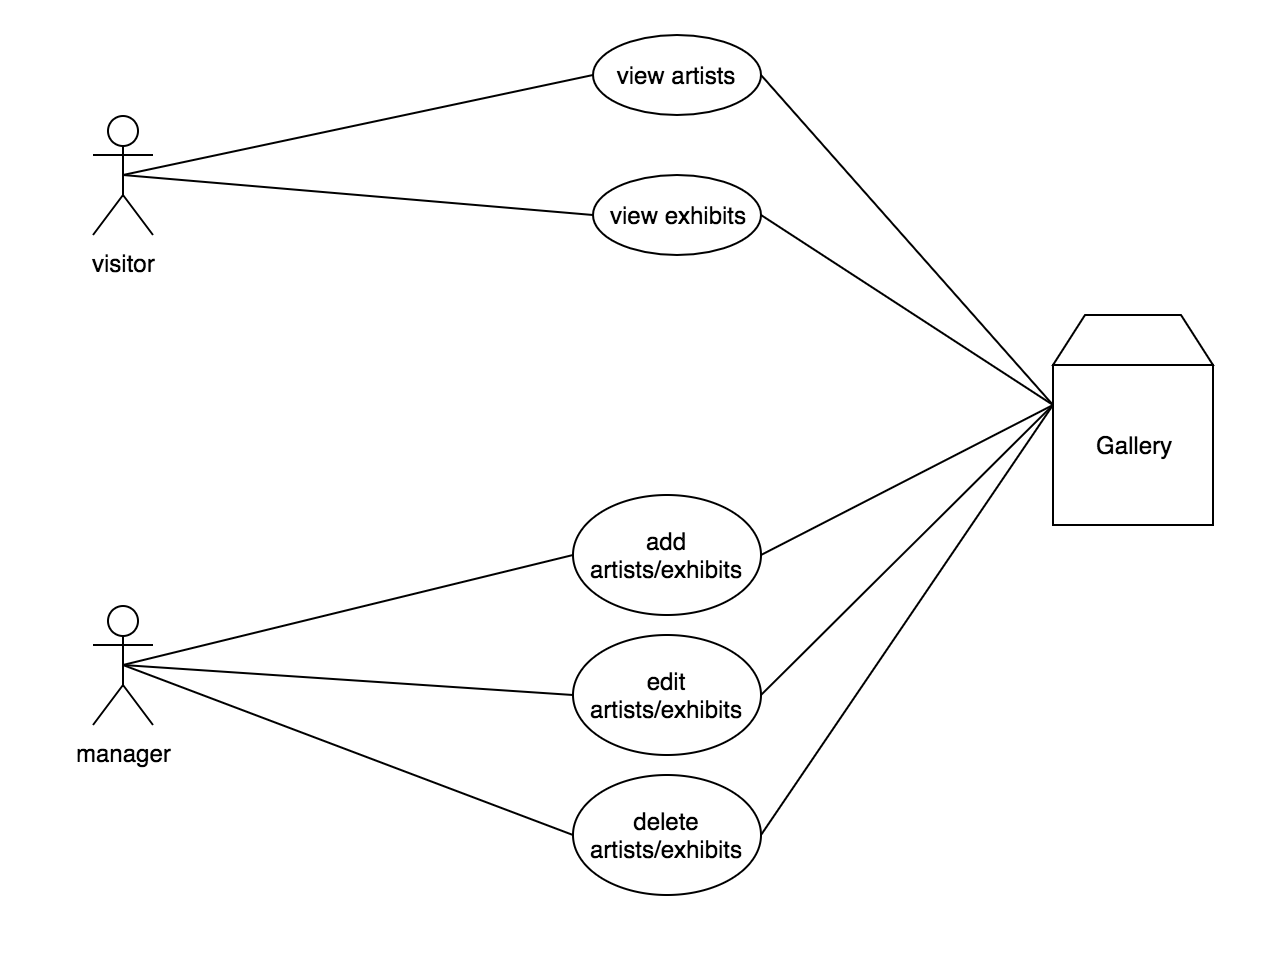 view artists
view exhibits
visitor
Gallery
add
artists/exhibits
edit
artists/exhibits
manager
delete
artists/exhibits